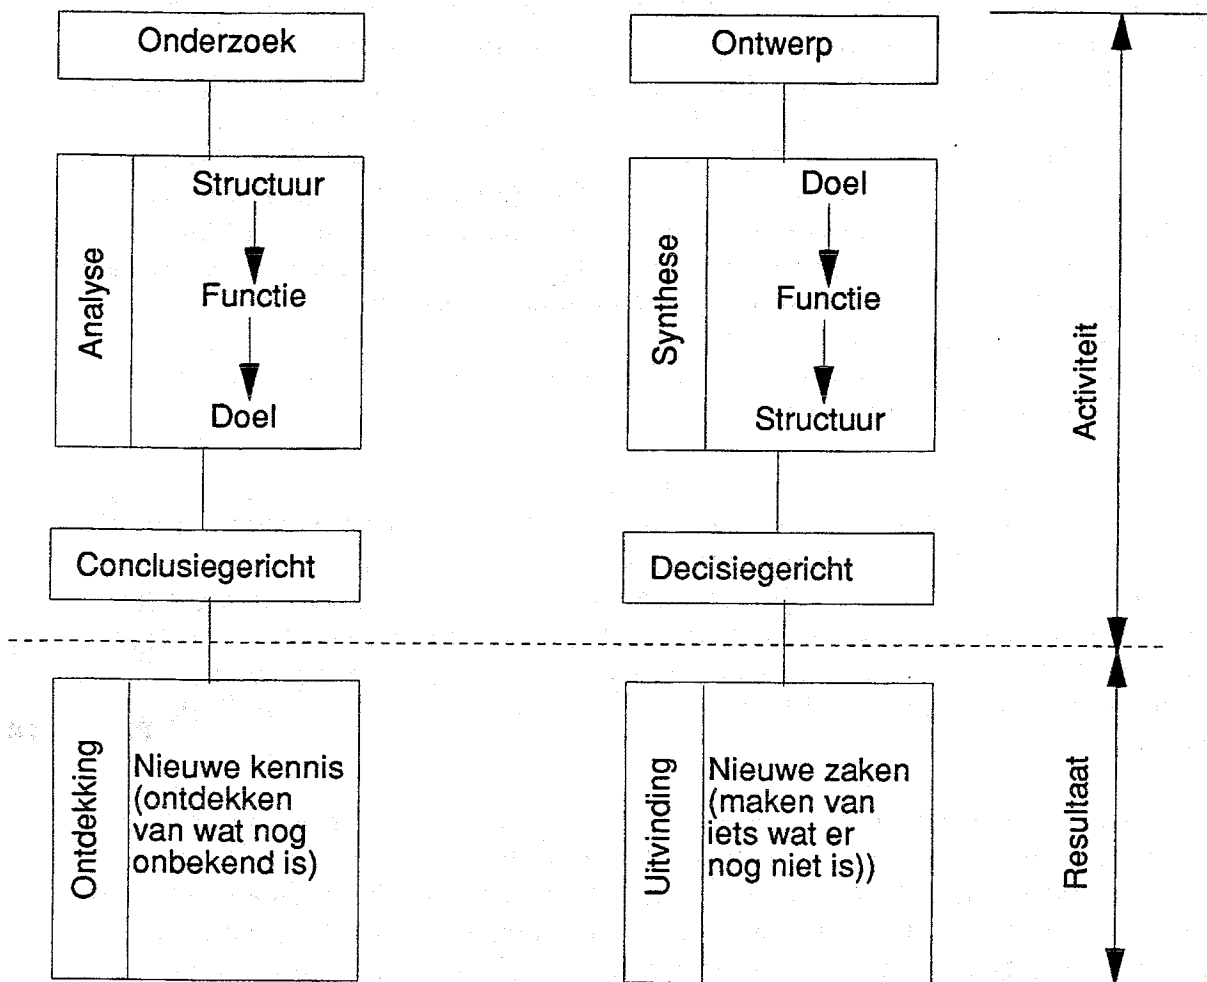 Onderzoek
Analyse
Structuur
Functie
Doel
Conclusiegericht
Ontdekking
Nieuwe kennis
(ontdekken
van wat nog
onbekend is)
Ontwerp
Synthese
Doel
Functie
Structuur
Decisiegericht
Uitvinding
Nieuwe zaken
(maken van
iets wat er
nog niet is))
Activiteit
Resultaat